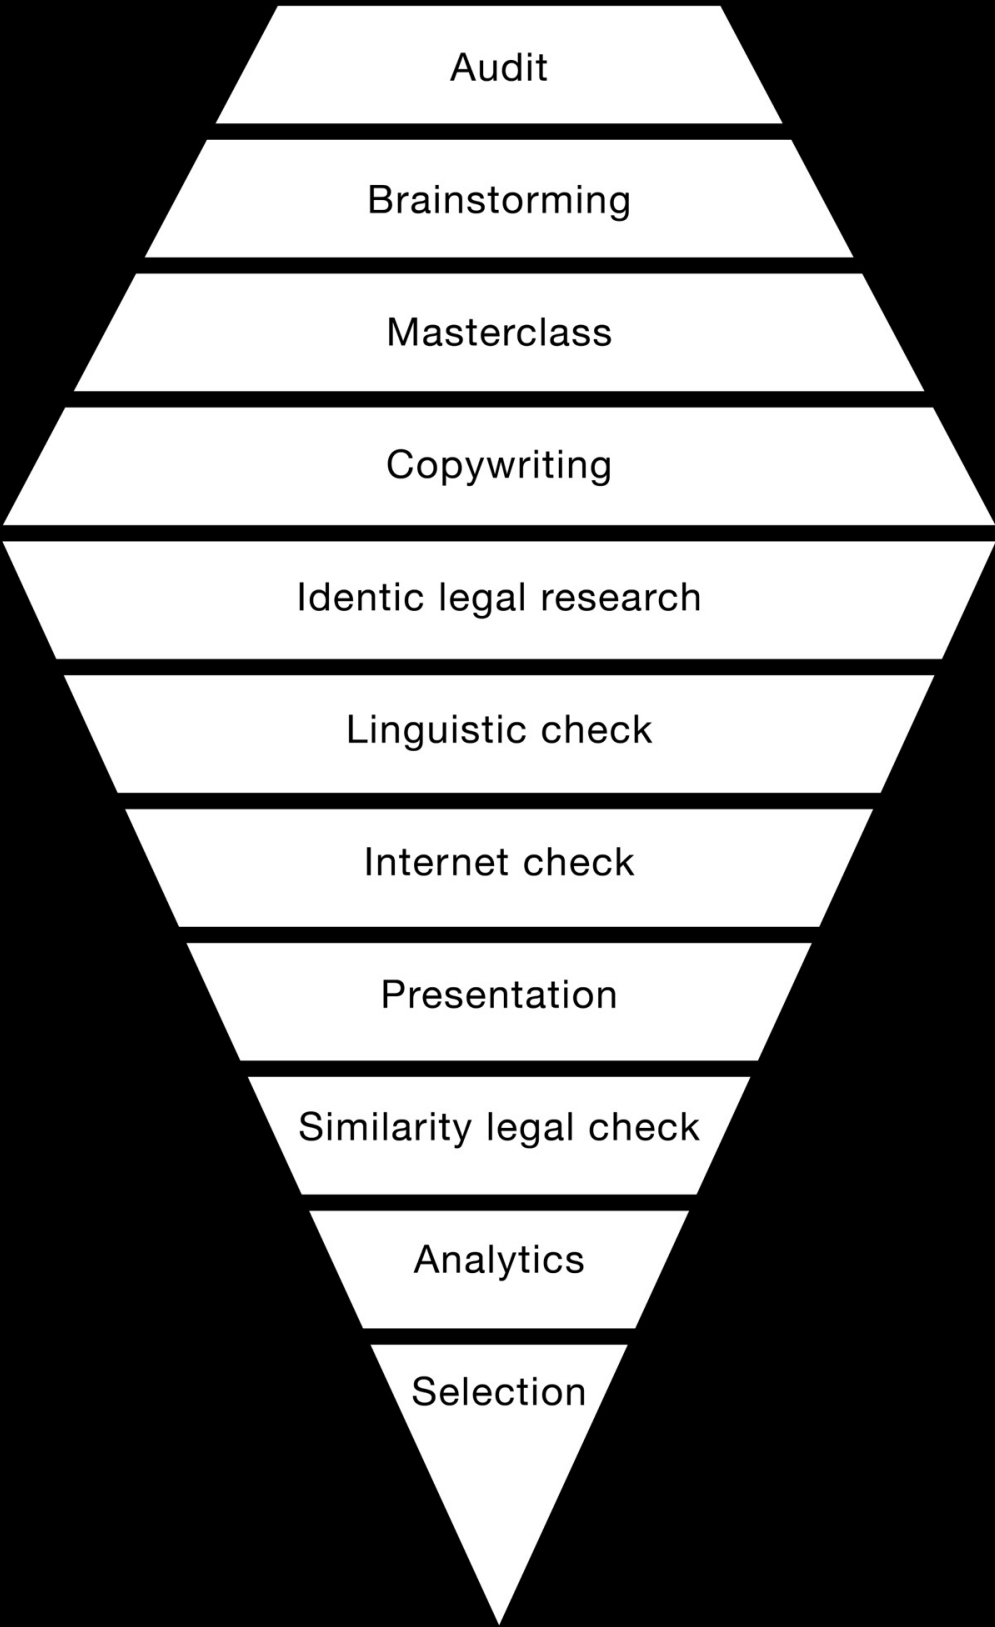 Audit
Brainstorming
Masterclass
Copywriting
Identic legal research
Linguistic check
Internet check
Presentation
Similarity legal check
Analytics
Selection